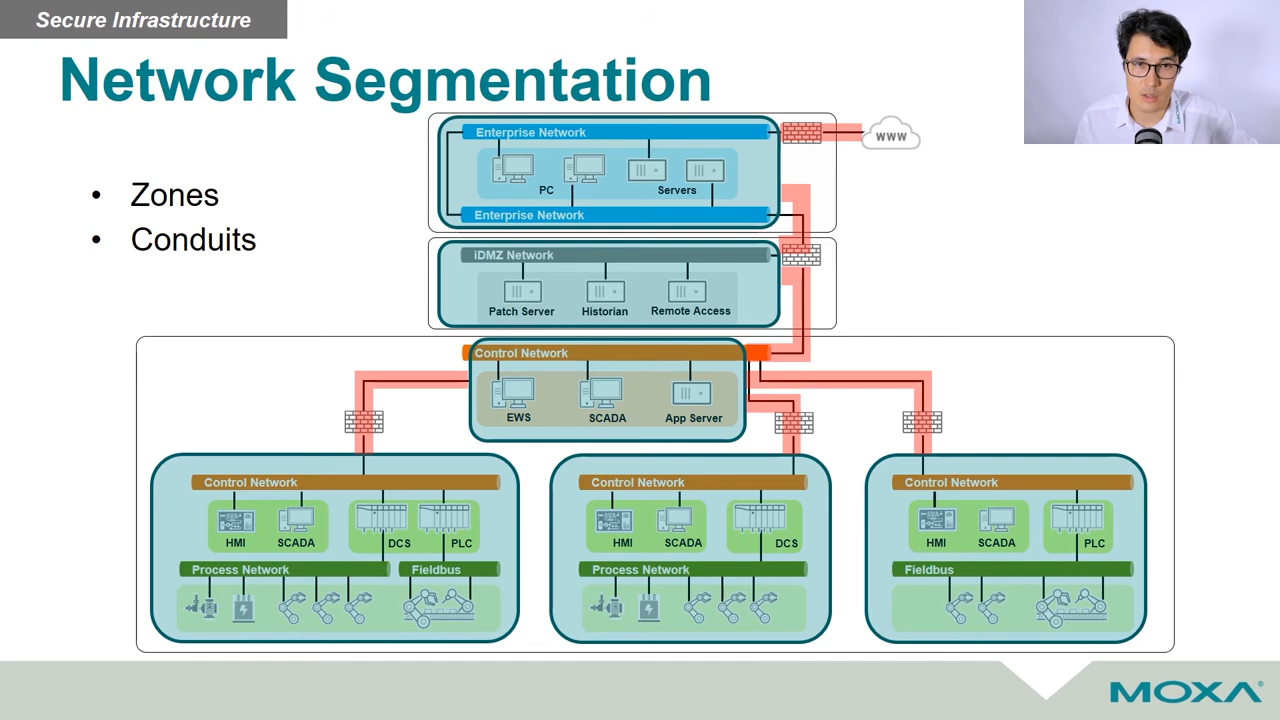 Secure Infrastructure
Network Segmentation
• Zones
• Conduits
Enterprise Network
WWW
PC
Servers
Enterprise Network
iDMZ Network
Patch Server
Historian
Remote Access
Control Network
EWS
SCADA
App Server
Control Network
HMI
SCADA
DCS
PLC
Process Network
Fieldbus
Control Network
HMI
SCADA
DCS
Process Network
Control Network
HMI
SCADA
PLC
Fieldbus
MOXA®